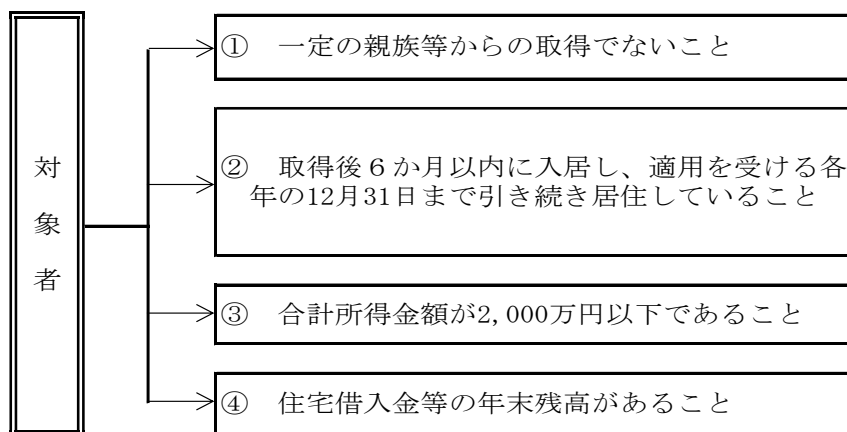 対象者
① 一定の親族等からの取得でないこと
② 取得後６か月以内に入居し、適用を受ける各
年の12月31日まで引き続き居住していること
③ 合計所得金額が2,000万円以下であること
④ 住宅借入金等の年末残高があること